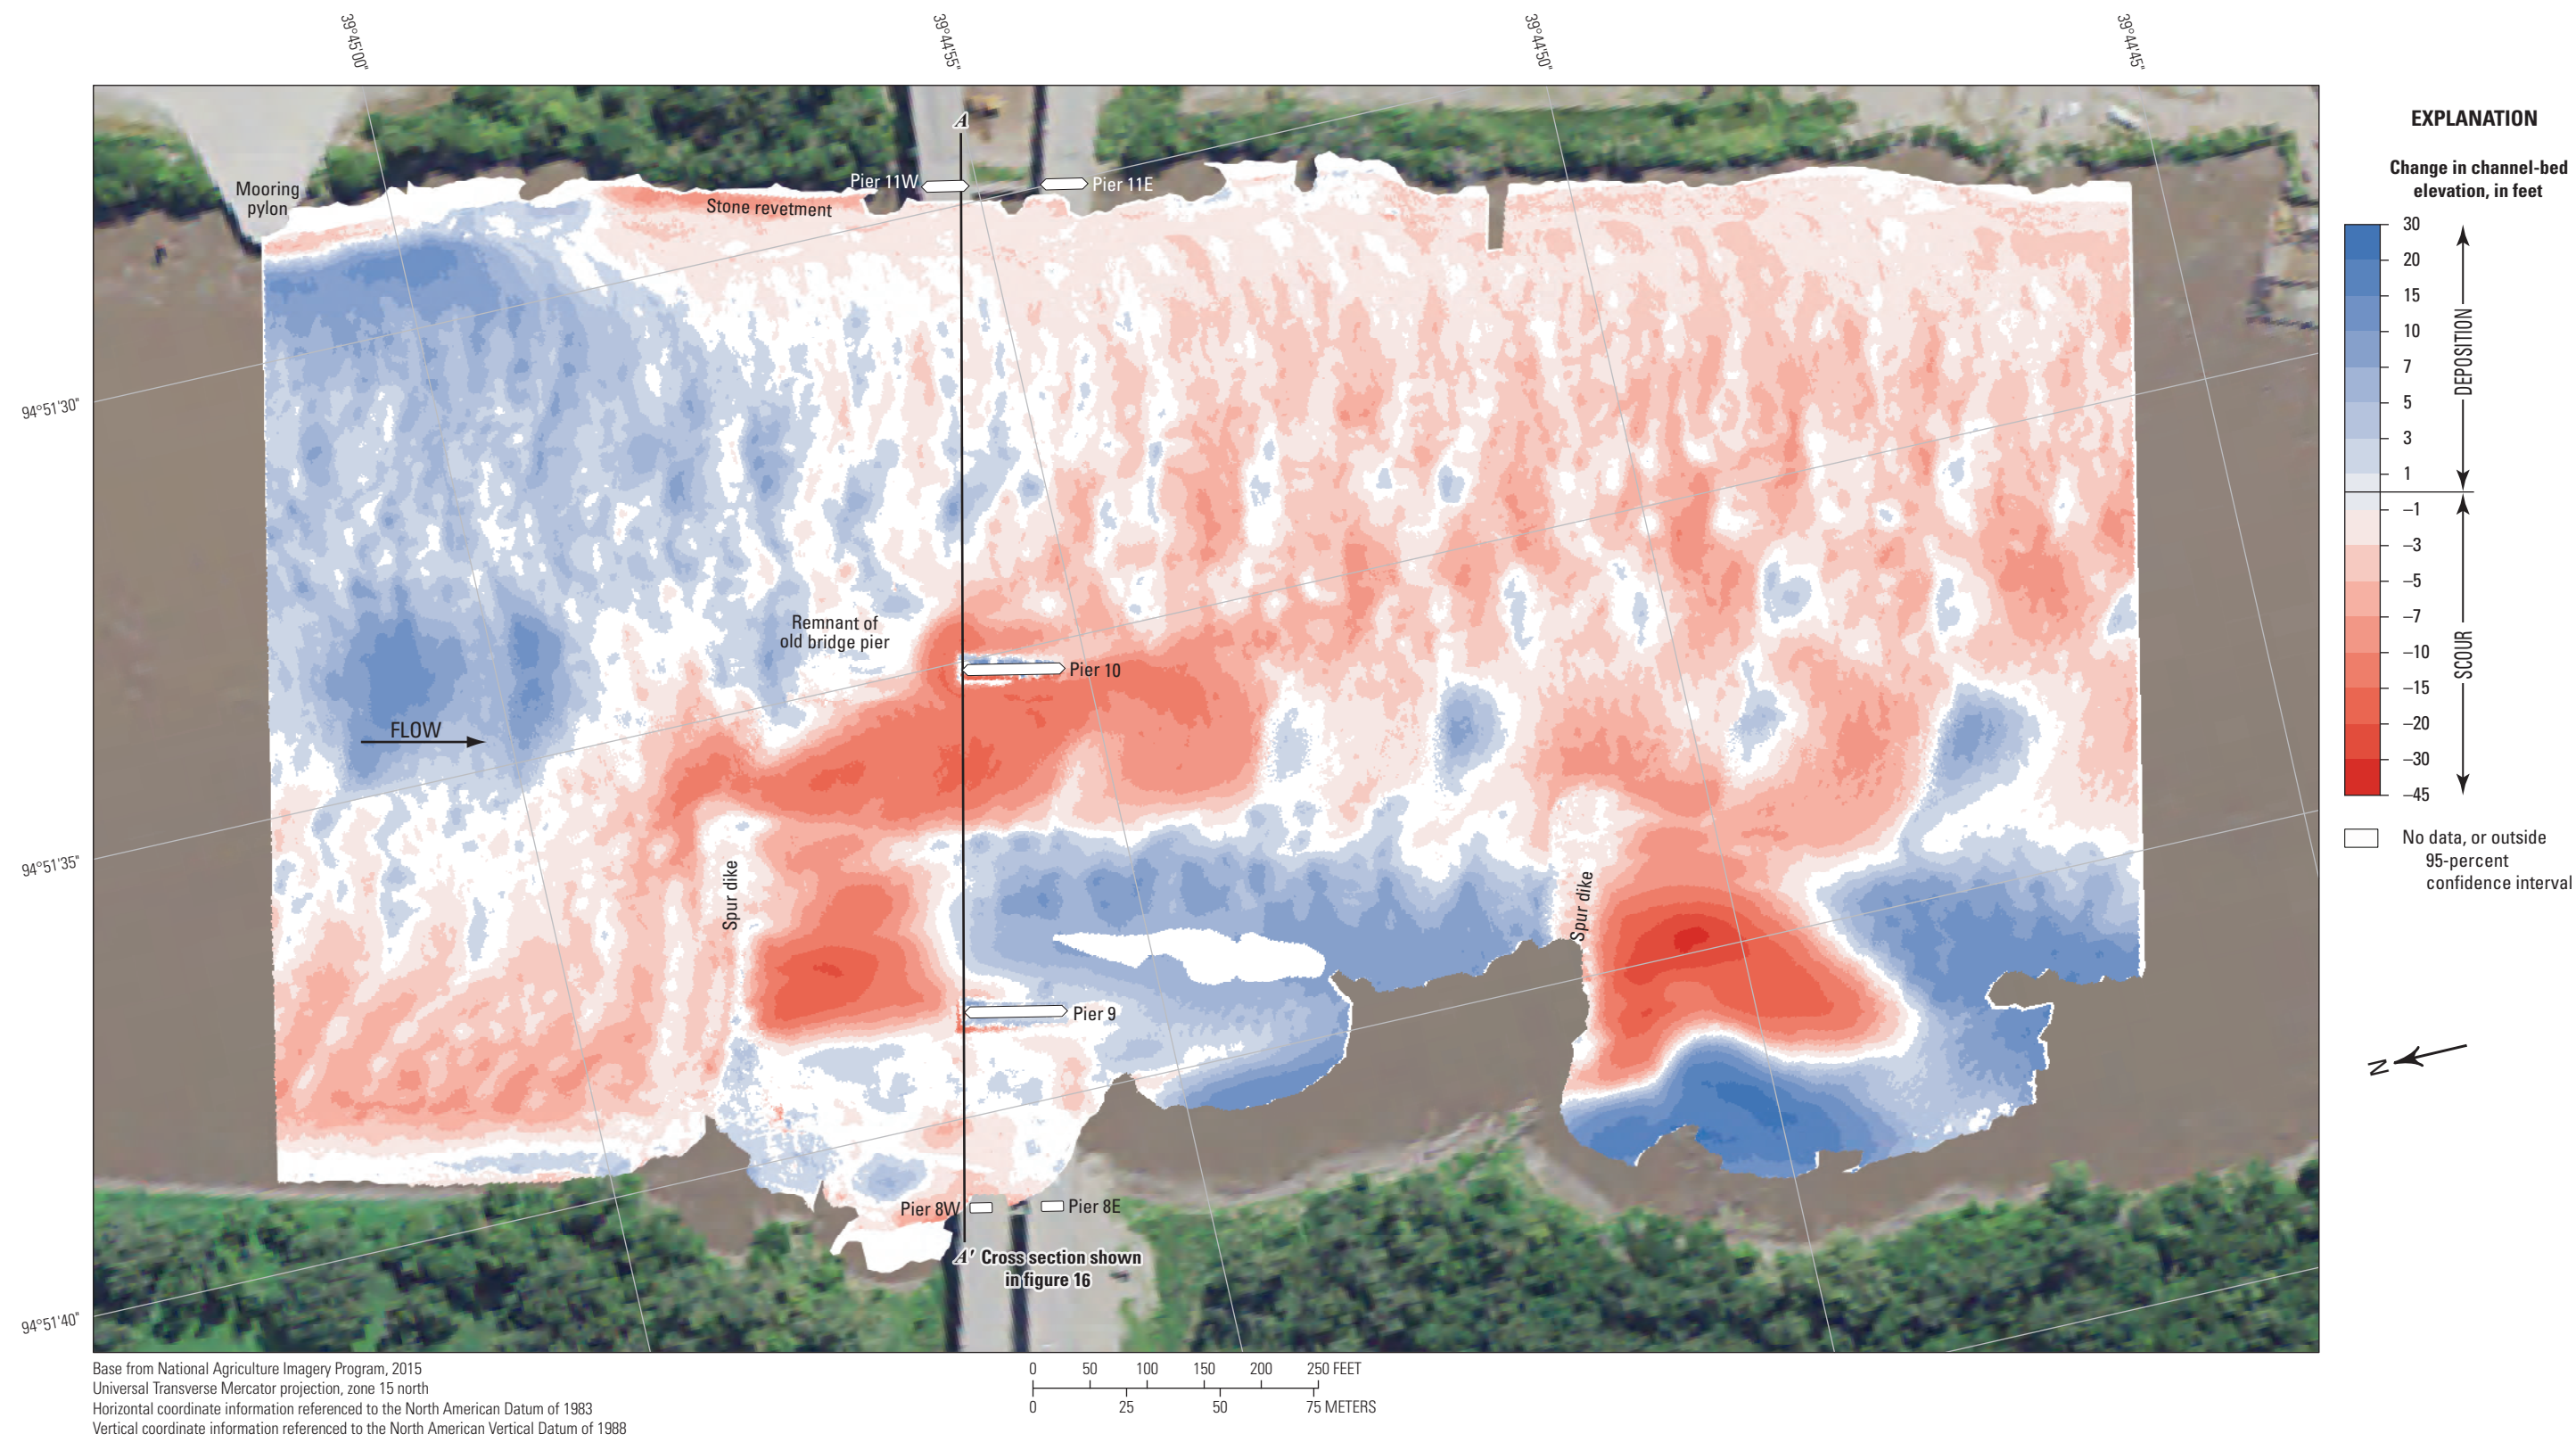 39°45'00"
39°44'55"
39°44'50"
39°44'45"
94°51'30"
94°51'35"
94°51'40"
A
Mooring
pylon
Pier 11W
Pier 11E
Stone revetment
Remnant of
old bridge pier
Pier 10
FLOW
Spur dike
Spur dike
Pier 9
Pier 8W
Pier 8E
A' Cross section shown
in figure 16
EXPLANATION
Change in channel-bed
elevation, in feet
30
20
15
10
7
5
3
1
–1
–3
–5
–7
–10
–15
–20
–30
–45
DEPOSITION
SCOUR
No data, or outside
95-percent
confidence interval
N
Base from National Agriculture Imagery Program, 2015
Universal Transverse Mercator projection, zone 15 north
Horizontal coordinate information referenced to the North American Datum of 1983
Vertical coordinate information referenced to the North American Vertical Datum of 1988
0 50 100 150 200 250 FEET
0 25 50 75 METERS